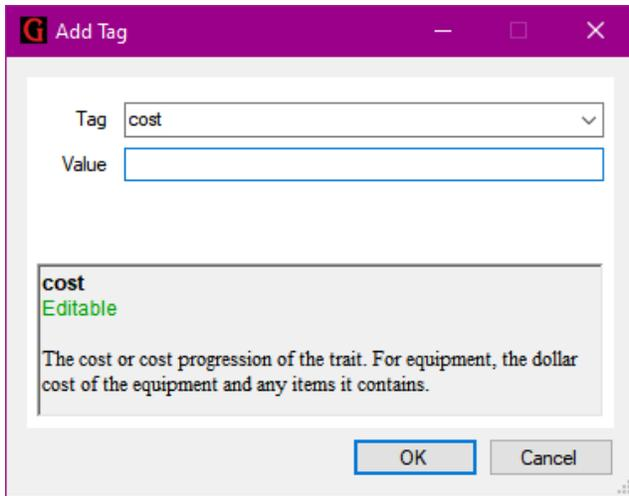 G Add Tag
Tag cost
Value
cost
Editable
The cost or cost progression of the trait. For equipment, the dollar
cost of the equipment and any items it contains.
OK Cancel